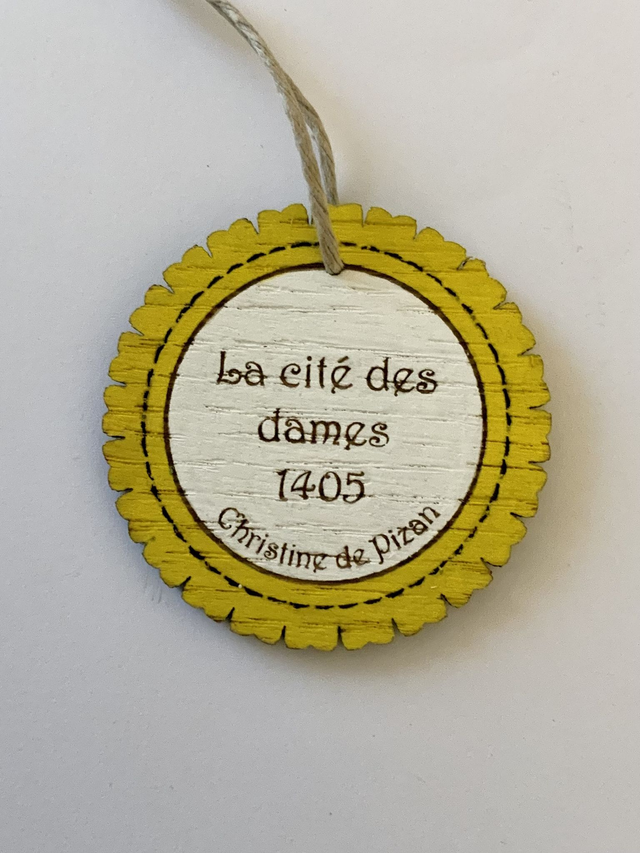 La cité des
dames
1405
Christine de Pizan